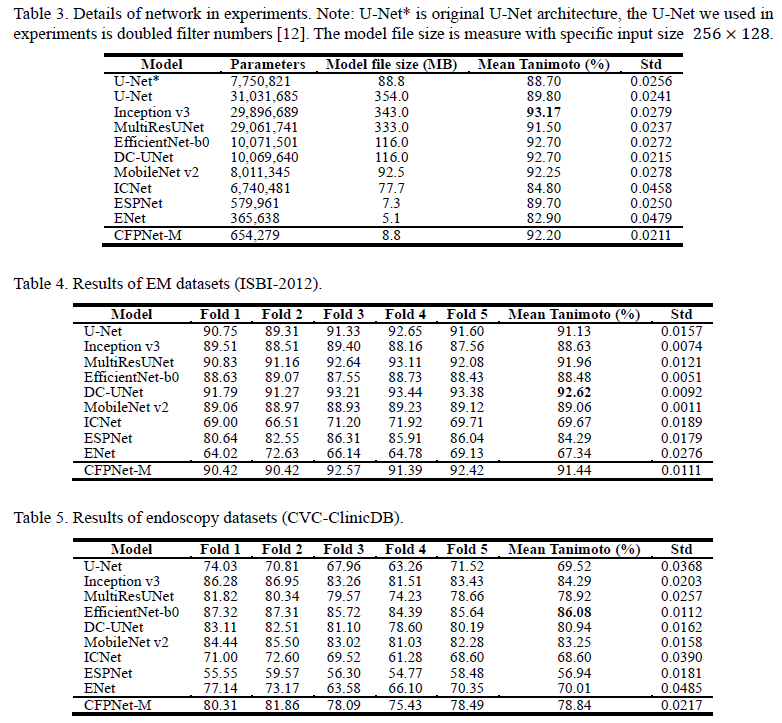 Table 3. Details of network in experiments. Note: U-Net* is original U-Net architecture, the U-Net we used in
experiments is doubled filter numbers [12]. The model file size is measure with specific input size 256 × 128.
Model Parameters Model file size (MB) Mean Tanimoto (%) Std
U-Net* 7,750,821 88.8 88.70 0.0256
U-Net 31,031,685 354.0 89.80 0.0241
Inception v3 29,896,689 343.0 93.17 0.0279
MultiResUNet 29,061,741 333.0 91.50 0.0237
EfficientNet-b0 10,071,501 116.0 92.70 0.0272
DC-UNet 10,069,640 116.0 92.70 0.0215
MobileNet v2 8,011,345 92.5 92.25 0.0278
ICNet 6,740,481 77.7 84.80 0.0458
ESPNet 579,961 7.3 89.70 0.0250
ENet 365,638 5.1 82.90 0.0479
CFPNet-M 654,279 8.8 92.20 0.0211
Table 4. Results of EM datasets (ISBI-2012).
Model Fold 1 Fold 2 Fold 3 Fold 4 Fold 5 Mean Tanimoto (%) Std
U-Net 90.75 89.31 91.33 92.65 91.60 91.13 0.0157
Inception v3 89.51 88.51 89.40 88.16 87.56 88.63 0.0074
MultiResUNet 90.83 91.16 92.64 93.11 92.08 91.96 0.0121
EfficientNet-b0 88.63 89.07 87.55 88.73 88.43 88.48 0.0051
DC-UNet 91.79 91.27 93.21 93.44 93.38 92.62 0.0092
MobileNet v2 89.06 88.97 88.93 89.23 89.12 89.06 0.0011
ICNet 69.00 66.51 71.20 71.92 69.71 69.67 0.0189
ESPNet 80.64 82.55 86.31 85.91 86.04 84.29 0.0179
ENet 64.02 72.63 66.14 64.78 69.13 67.34 0.0276
CFPNet-M 90.42 90.42 92.57 91.39 92.42 91.44 0.0111
Table 5. Results of endoscopy datasets (CVC-ClinicDB).
Model Fold 1 Fold 2 Fold 3 Fold 4 Fold 5 Mean Tanimoto (%) Std
U-Net 74.03 70.81 67.96 63.26 71.52 69.52 0.0368
Inception v3 86.28 86.95 83.26 81.51 83.43 84.29 0.0203
MultiResUNet 81.82 80.34 79.57 74.23 78.66 78.92 0.0257
EfficientNet-b0 87.32 87.31 85.72 84.39 85.64 86.08 0.0112
DC-UNet 83.11 82.51 81.10 78.60 80.19 80.94 0.0162
MobileNet v2 84.44 85.50 83.02 81.03 82.28 83.25 0.0158
ICNet 71.00 72.60 69.52 61.28 68.60 68.60 0.0390
ESPNet 55.55 59.57 56.30 54.77 58.48 56.94 0.0181
ENet 77.14 73.17 63.58 66.10 70.35 70.01 0.0485
CFPNet-M 80.31 81.86 78.09 75.43 78.49 78.84 0.0217